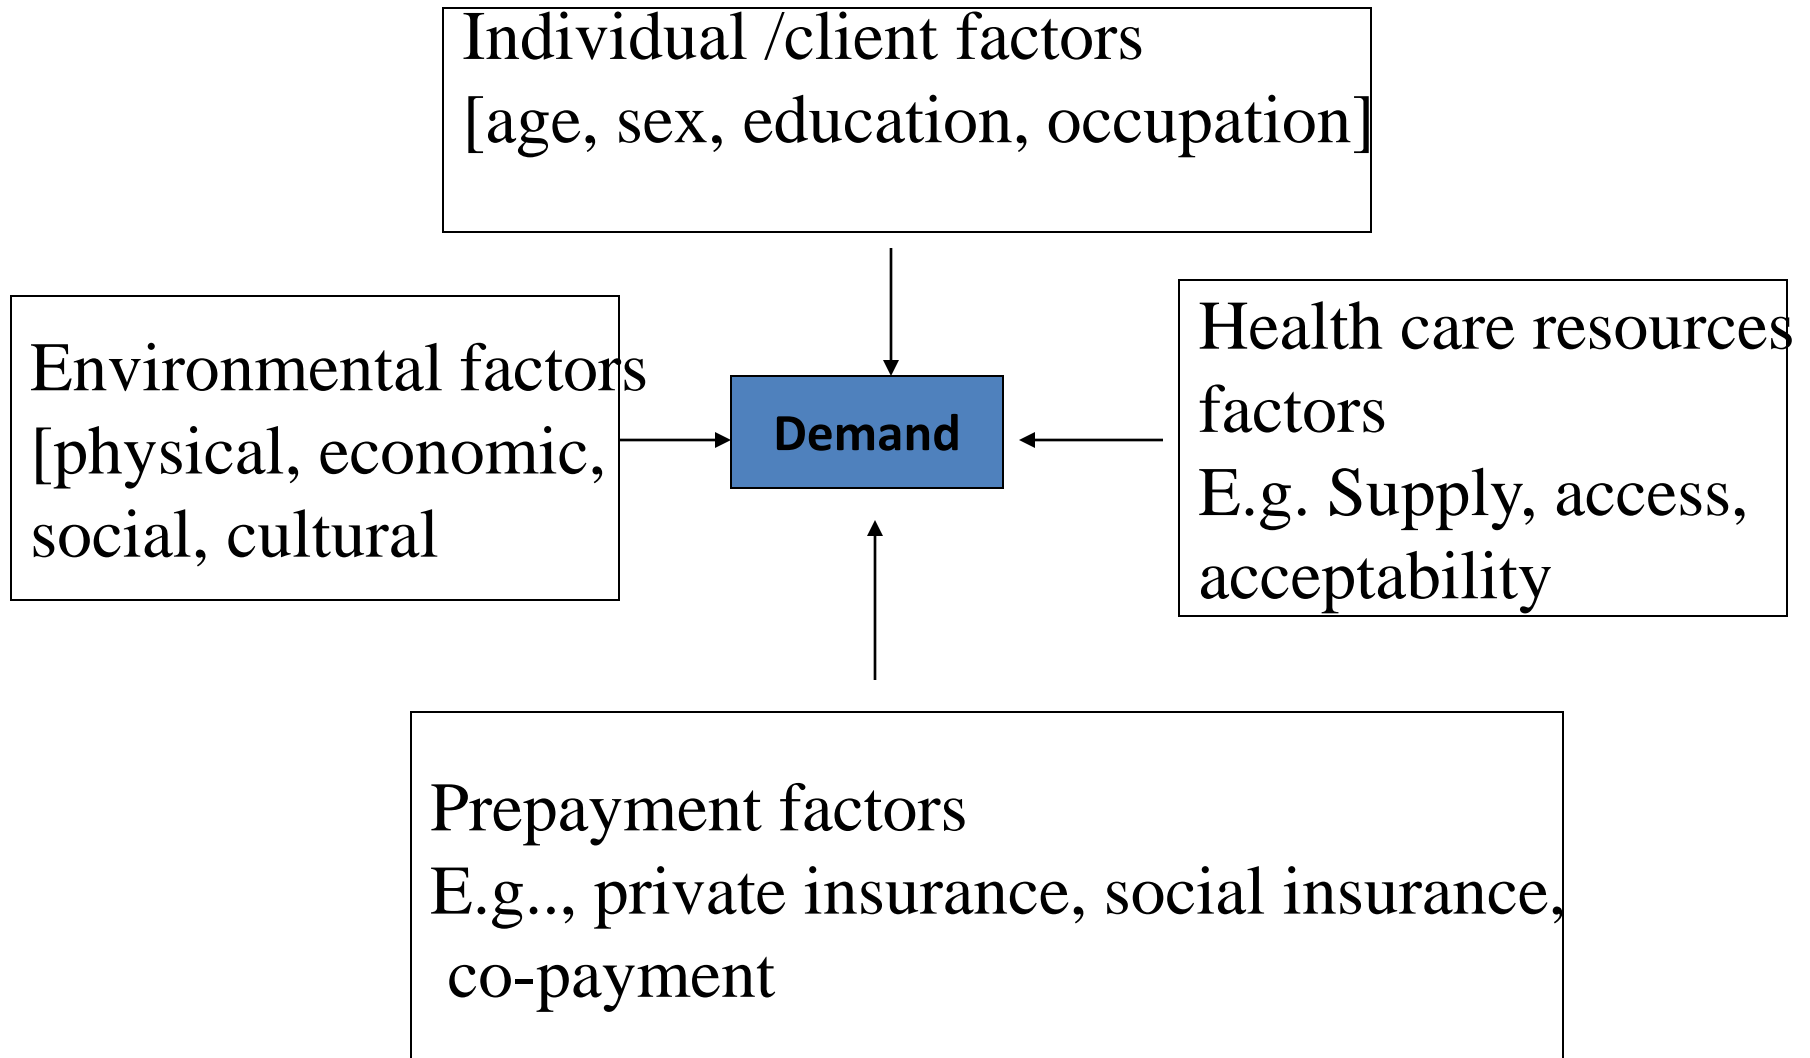 Individual /client factors
[age, sex, education, occupation]
Environmental factors
[physical, economic,
social, cultural
Demand
Health care resources
factors
E.g. Supply, access,
acceptability
Prepayment factors
E.g.., private insurance, social insurance,
co-payment